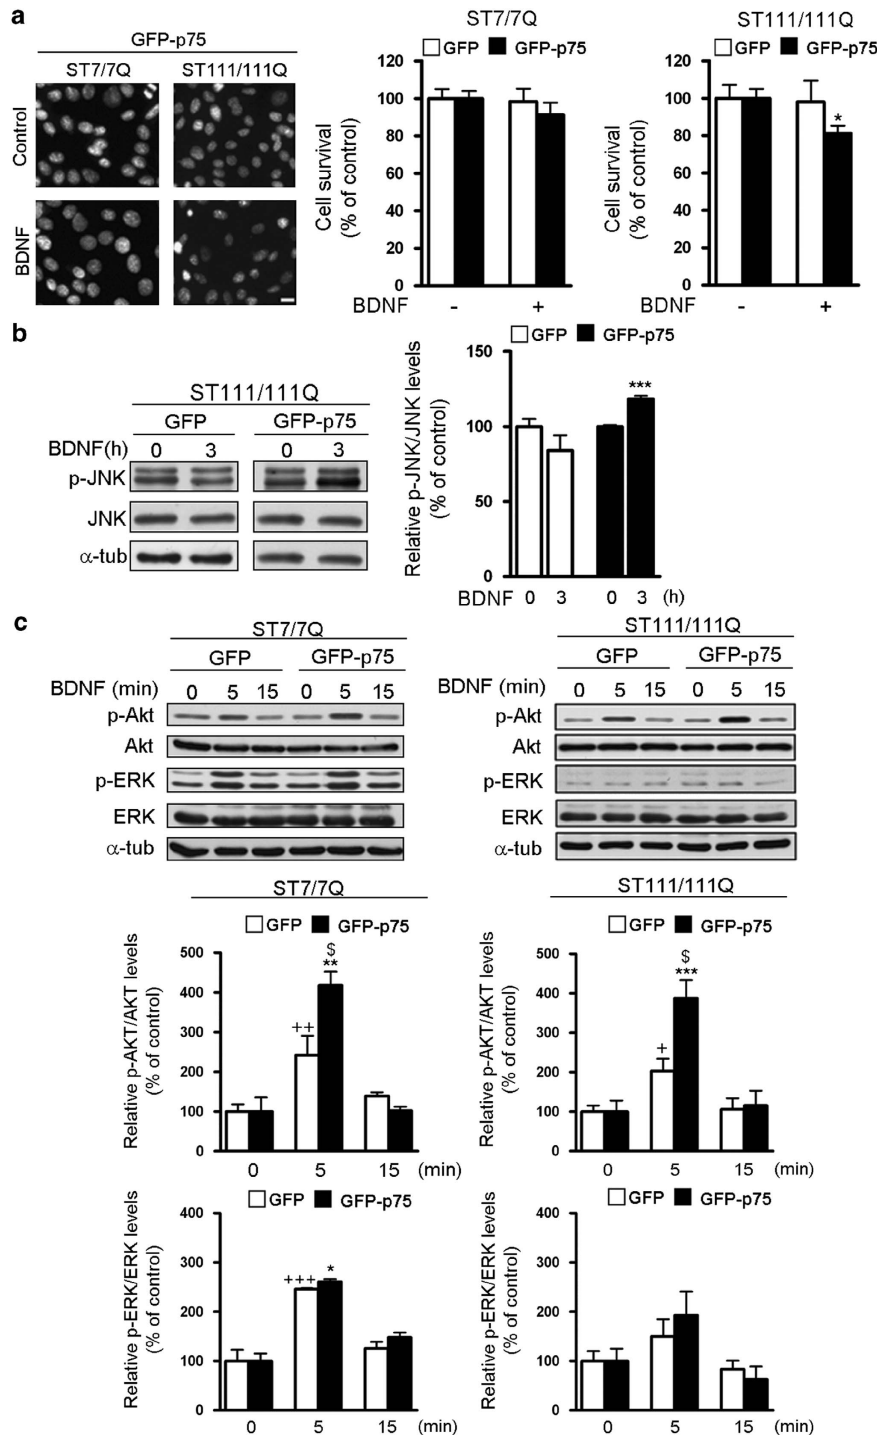 a
GFP-p75
ST7/7Q ST111/111Q
Control
BDNF
ST7/7Q
GFP GFP-p75
Cell survival
(% of control)
120
100
80
60
40
20
0
BDNF - +
ST111/111Q
GFP GFP-p75
Cell survival
(% of control)
120
100
80
60
40
20
0
*
BDNF - +
b
ST111/111Q
GFP GFP-p75
BDNF(h) 0 3 0 3
p-JNK
JNK
α-tub
GFP GFP-p75
Relative p-JNK/JNK levels
(% of control)
150
100
50
0
***
BDNF 0 3 0 3 (h)
c
ST7/7Q
GFP GFP-p75
BDNF (min) 0 5 15 0 5 15
p-Akt
Akt
p-ERK
ERK
α-tub
ST111/111Q
GFP GFP-p75
BDNF (min) 0 5 15 0 5 15
p-Akt
Akt
p-ERK
ERK
α-tub
ST7/7Q
GFP GFP-p75
Relative p-AKT/AKT levels
(% of control)
500
400
300
200
100
0
++
$
**
0 5 15 (min)
ST111/111Q
GFP GFP-p75
Relative p-AKT/AKT levels
(% of control)
500
400
300
200
100
0
+
$
***
0 5 15 (min)
GFP GFP-p75
Relative p-ERK/ERK levels
(% of control)
400
300
200
100
0
+++
*
0 5 15 (min)
GFP GFP-p75
Relative p-ERK/ERK levels
(% of control)
400
300
200
100
0
0 5 15 (min)